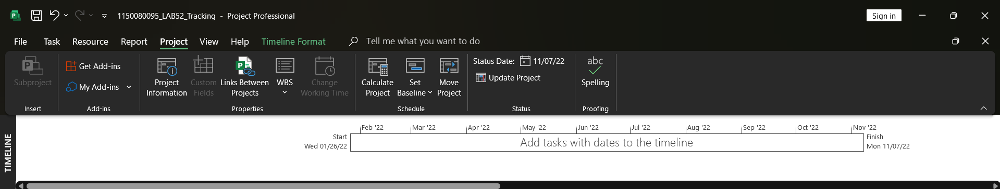 1150080095_LAB52_Tracking - Project Professional
Sign in
File Task Resource Report Project View Help Timeline Format Tell me what you want to do
Subproject
Insert
Get Add-ins
My Add-ins
Add-ins
Project Information
Custom Fields
Links Between Projects
WBS
Change Working Time
Properties
Calculate Project
Set Baseline
Move Project
Schedule
Status Date: 11/07/22
Update Project
Status
abc
Spelling
Proofing
TIMELINE
Feb '22 Mar '22 Apr '22 May '22 Jun '22 Jul '22 Aug '22 Sep '22 Oct '22 Nov '22
Start
Wed 01/26/22
Add tasks with dates to the timeline
Finish
Mon 11/07/22